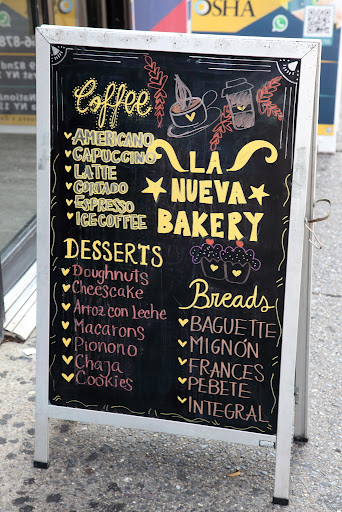 OSHA
Coffee
AMERICANO
CAPUCCINO
LATTE
CORTADO
ESPRESSO
ICE COFFEE
LA
NUEVA
BAKERY
DESSERTS
Doughnuts
Cheescake
Arroz con Leche
Macarons
Pionono
Chaja
Cookies
Breads
BAGUETTE
MIGNÓN
FRANCES
PEBETE
INTEGRAL